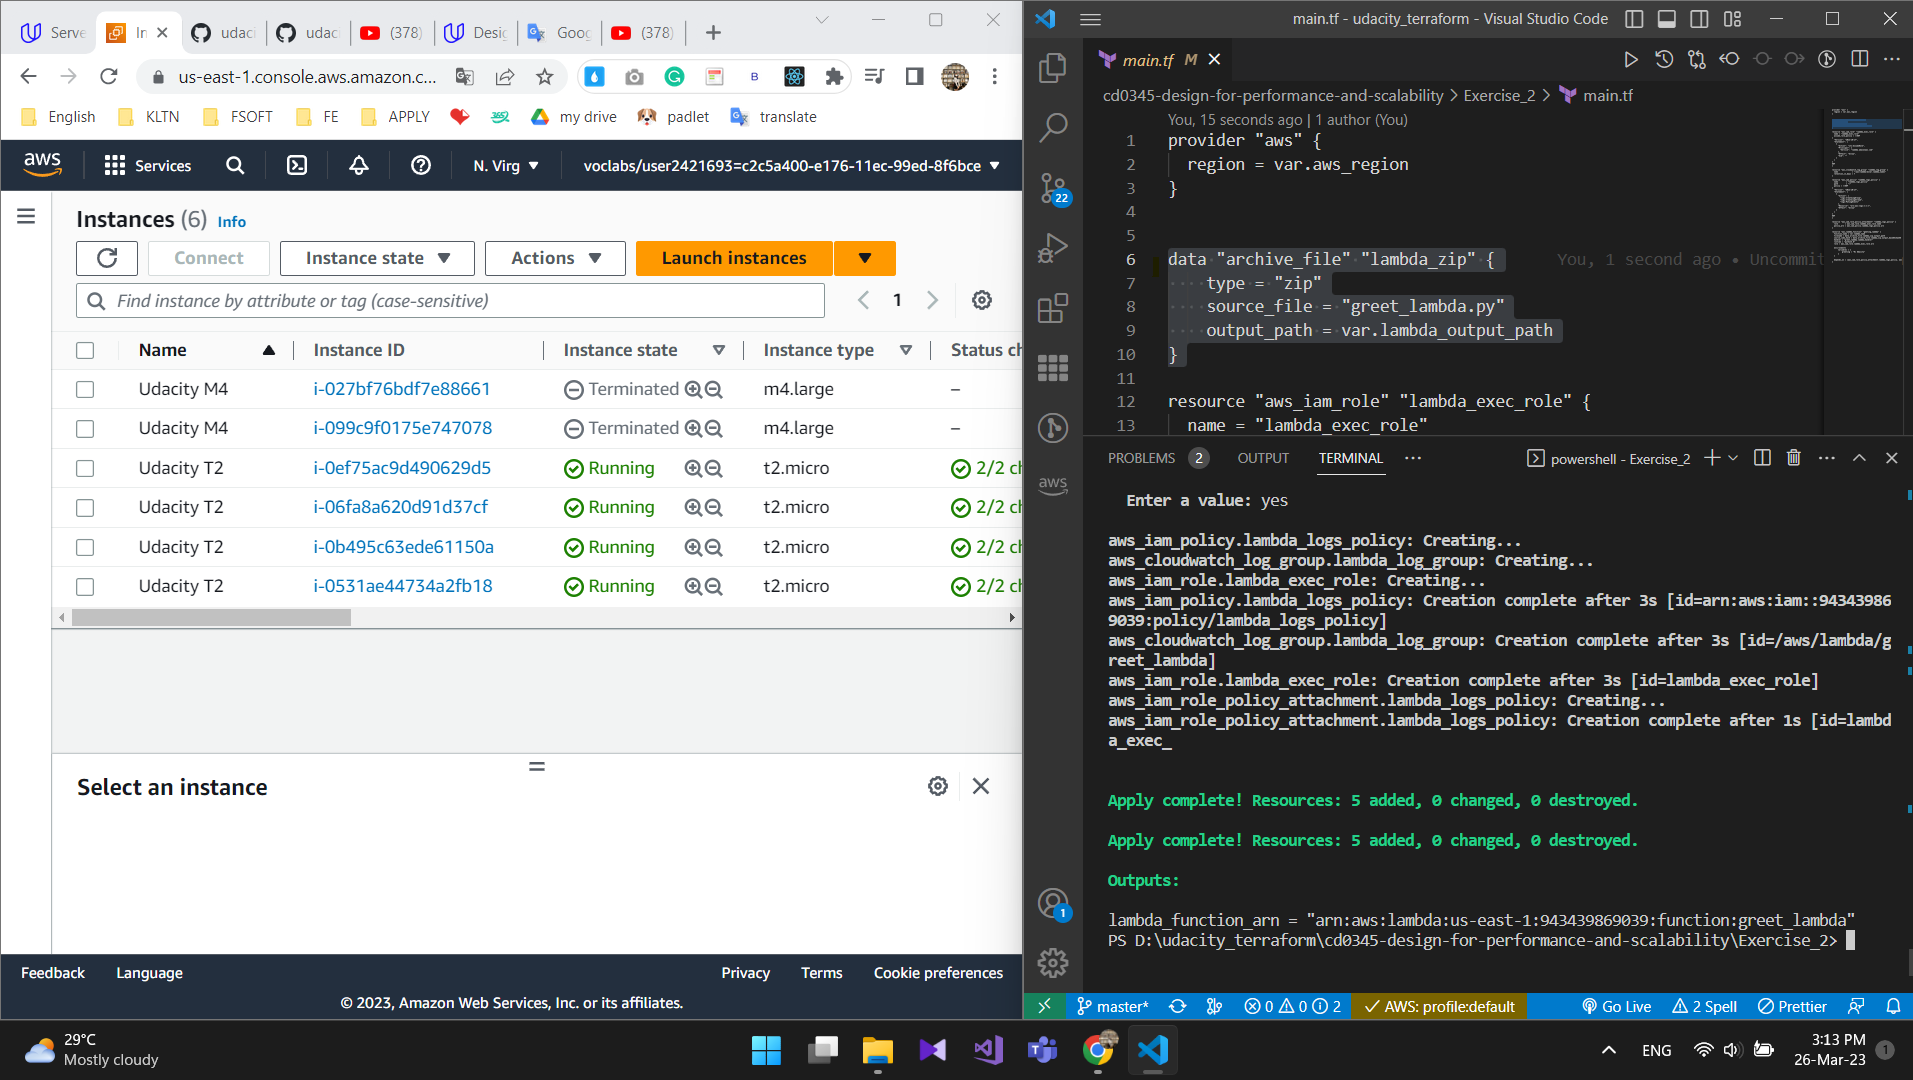 Serve
In
udaci
udaci
(378)
Desig
Goog
(378)
us-east-1.console.aws.amazon.c...
English
KLTN
FSOFT
FE
APPLY
my drive
padlet
translate
aws
Services
N. Virg
voclabs/user2421693=c2c5a400-e176-11ec-99ed-8f6bce
Instances (6) Info
Connect
Instance state
Actions
Launch instances
Find instance by attribute or tag (case-sensitive)
1
Name Instance ID Instance state Instance type Status ch
Udacity M4 i-027bf76bdf7e88661 Terminated m4.large –
Udacity M4 i-099c9f0175e747078 Terminated m4.large –
Udacity T2 i-0ef75ac9d490629d5 Running t2.micro 2/2 ch
Udacity T2 i-06fa8a620d91d37cf Running t2.micro 2/2 ch
Udacity T2 i-0b495c63ede61150a Running t2.micro 2/2 ch
Udacity T2 i-0531ae44734a2fb18 Running t2.micro 2/2 ch
Select an instance
Feedback Language Privacy Terms Cookie preferences
© 2023, Amazon Web Services, Inc. or its affiliates.
main.tf - udacity_terraform - Visual Studio Code
main.tf M
cd0345-design-for-performance-and-scalability > Exercise_2 > main.tf
You, 15 seconds ago | 1 author (You)
1 provider "aws" {
2 region = var.aws_region
3 }
4
5
6 data "archive_file" "lambda_zip" { You, 1 second ago • Uncommit
7 type = "zip"
8 source_file = "greet_lambda.py"
9 output_path = var.lambda_output_path
10 }
11
12 resource "aws_iam_role" "lambda_exec_role" {
13 name = "lambda_exec_role"
22
aws
1
PROBLEMS 2 OUTPUT TERMINAL ... powershell - Exercise_2
Enter a value: yes
aws_iam_policy.lambda_logs_policy: Creating...
aws_cloudwatch_log_group.lambda_log_group: Creating...
aws_iam_role.lambda_exec_role: Creating...
aws_iam_policy.lambda_logs_policy: Creation complete after 3s [id=arn:aws:iam::94343986
9039:policy/lambda_logs_policy]
aws_cloudwatch_log_group.lambda_log_group: Creation complete after 3s [id=/aws/lambda/g
reet_lambda]
aws_iam_role.lambda_exec_role: Creation complete after 3s [id=lambda_exec_role]
aws_iam_role_policy_attachment.lambda_logs_policy: Creating...
aws_iam_role_policy_attachment.lambda_logs_policy: Creation complete after 1s [id=lambd
a_exec_
Apply complete! Resources: 5 added, 0 changed, 0 destroyed.
Apply complete! Resources: 5 added, 0 changed, 0 destroyed.
Outputs:
lambda_function_arn = "arn:aws:lambda:us-east-1:943439869039:function:greet_lambda"
PS D:\udacity_terraform\cd0345-design-for-performance-and-scalability\Exercise_2>
master* 0 0 2 AWS: profile:default Go Live 2 Spell Prettier
29°C
Mostly cloudy
ENG
3:13 PM
26-Mar-23
1